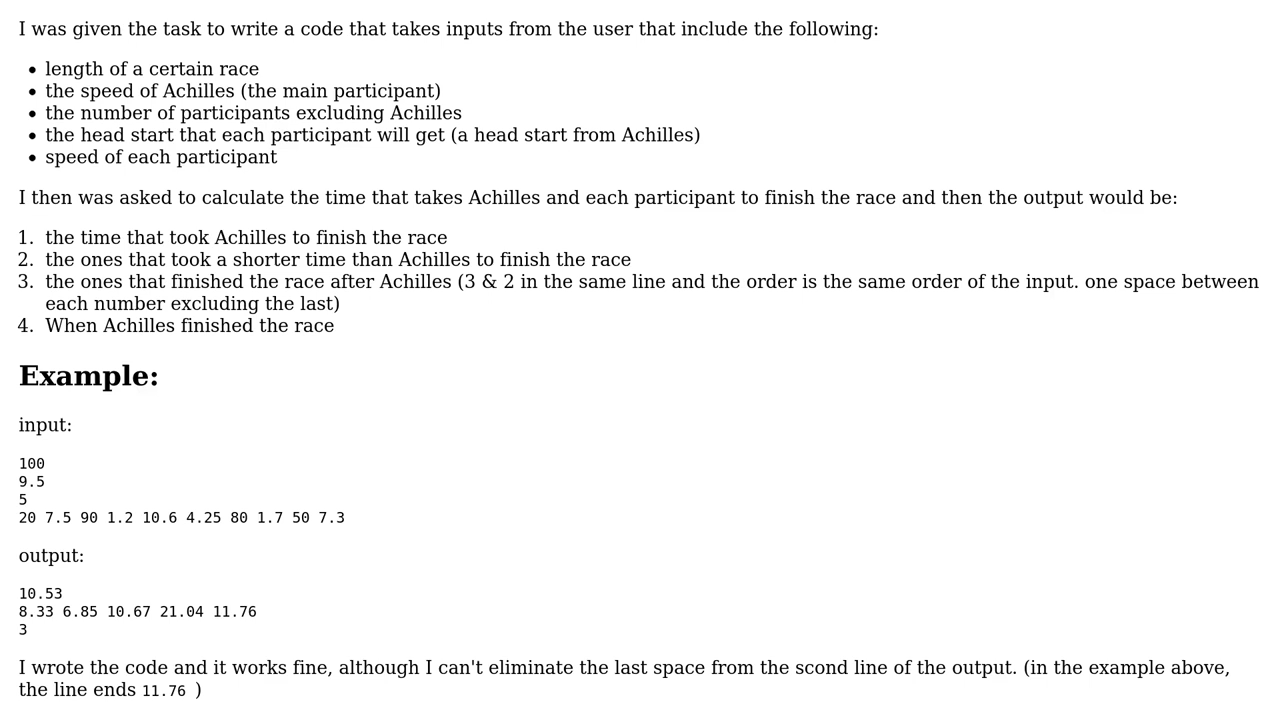 I was given the task to write a code that takes inputs from the user that include the following:
• length of a certain race
• the speed of Achilles (the main participant)
• the number of participants excluding Achilles
• the head start that each participant will get (a head start from Achilles)
• speed of each participant
I then was asked to calculate the time that takes Achilles and each participant to finish the race and then the output would be:
1. the time that took Achilles to finish the race
2. the ones that took a shorter time than Achilles to finish the race
3. the ones that finished the race after Achilles (3 & 2 in the same line and the order is the same order of the input. one space between
each number excluding the last)
4. When Achilles finished the race
Example:
input:
100
9.5
5
20 7.5 90 1.2 10.6 4.25 80 1.7 50 7.3
output:
10.53
8.33 6.85 10.67 21.04 11.76
3
I wrote the code and it works fine, although I can't eliminate the last space from the scond line of the output. (in the example above,
the line ends 11.76 )